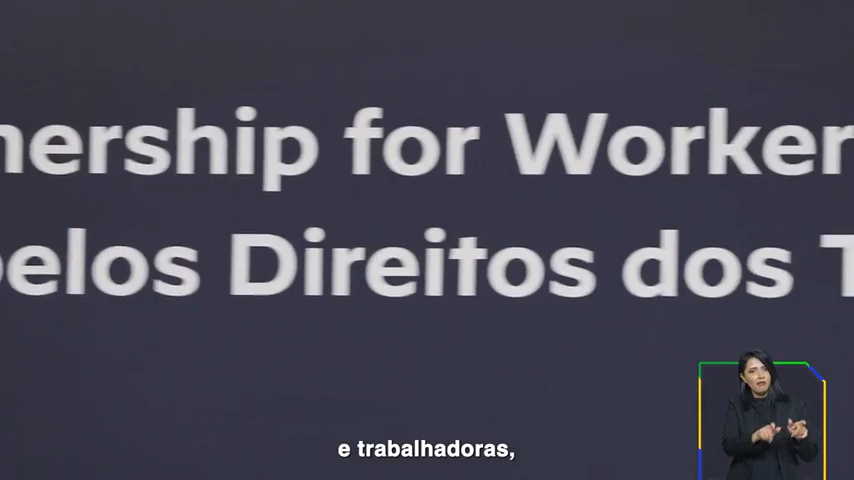 nership for Worker
pelos Direitos dos T
e trabalhadoras,